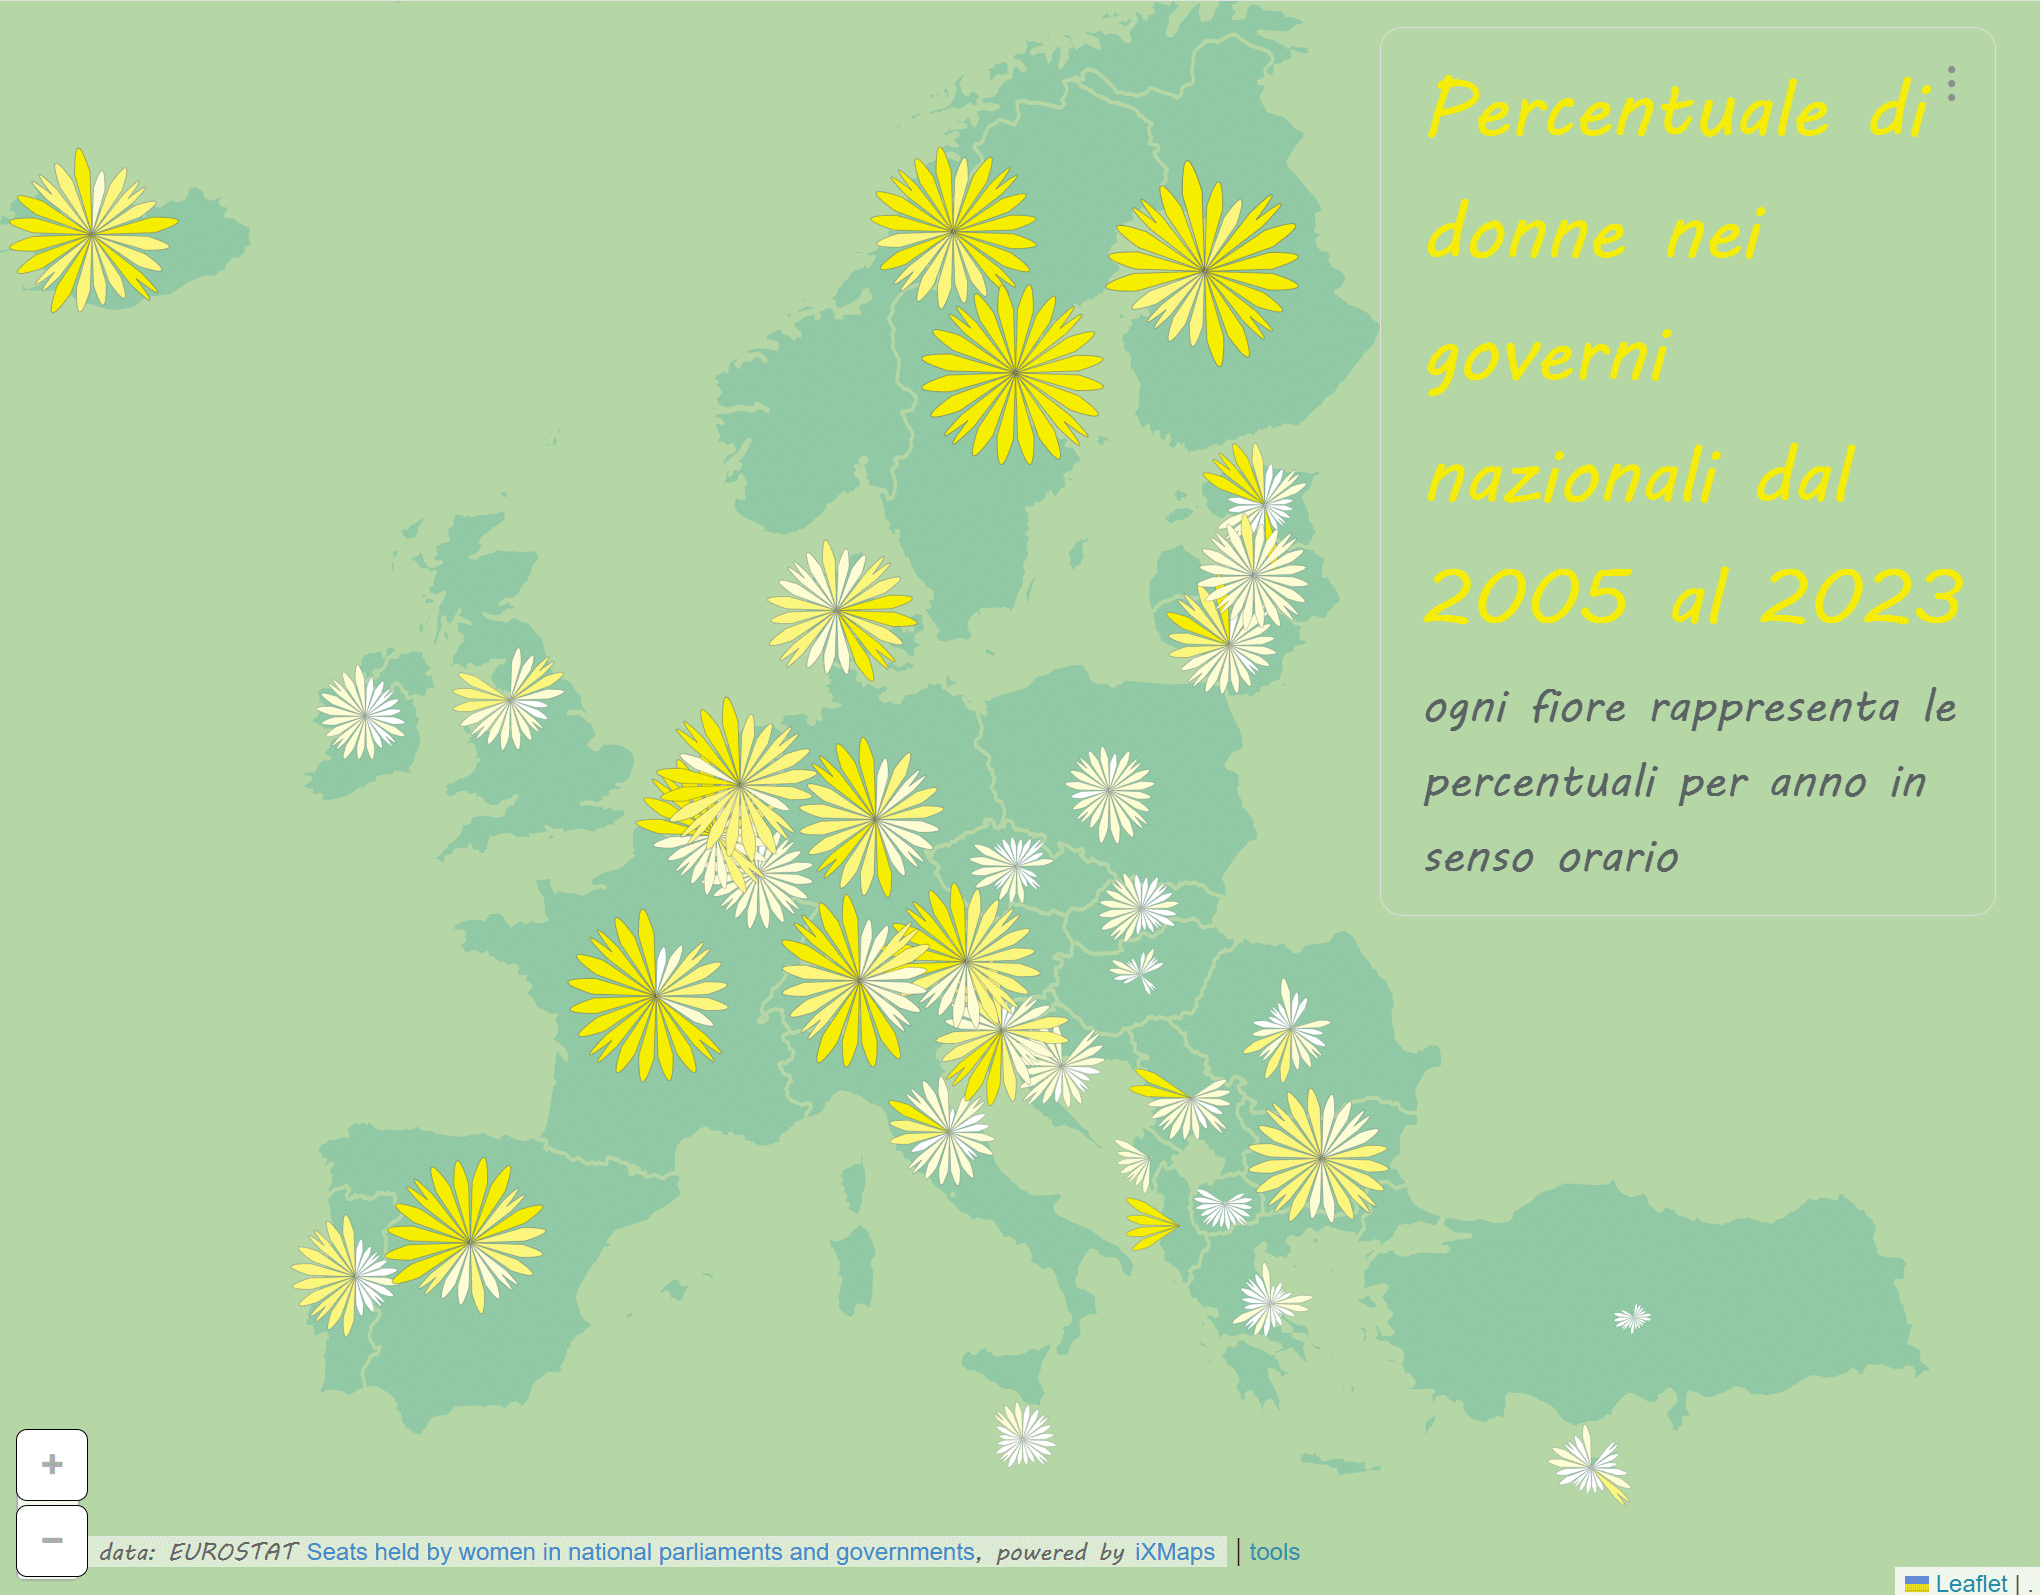 Percentuale di
donne nei
governi
nazionali dal
2005 al 2023
ogni fiore rappresenta le
percentuali per anno in
senso orario
+
−
data: EUROSTAT Seats held by women in national parliaments and governments, powered by iXMaps | tools
Leaflet | .